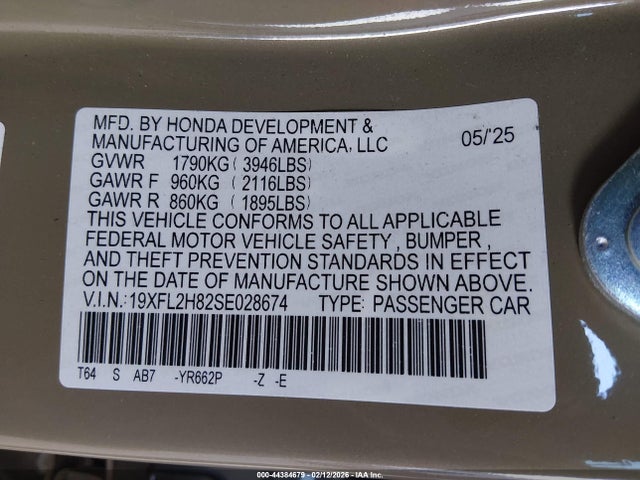 MFD. BY HONDA DEVELOPMENT &
MANUFACTURING OF AMERICA, LLC 05/'25
GVWR 1790KG ( 3946LBS)
GAWR F 960KG ( 2116LBS)
GAWR R 860KG ( 1895LBS)
THIS VEHICLE CONFORMS TO ALL APPLICABLE
FEDERAL MOTOR VEHICLE SAFETY , BUMPER ,
AND THEFT PREVENTION STANDARDS IN EFFECT
ON THE DATE OF MANUFACTURE SHOWN ABOVE.
V.I.N.: 19XFL2H82SE028674 TYPE: PASSENGER CAR
T64 S AB7 -YR662P -Z -E
000-44384679 - 02/12/2026 - IAA Inc.